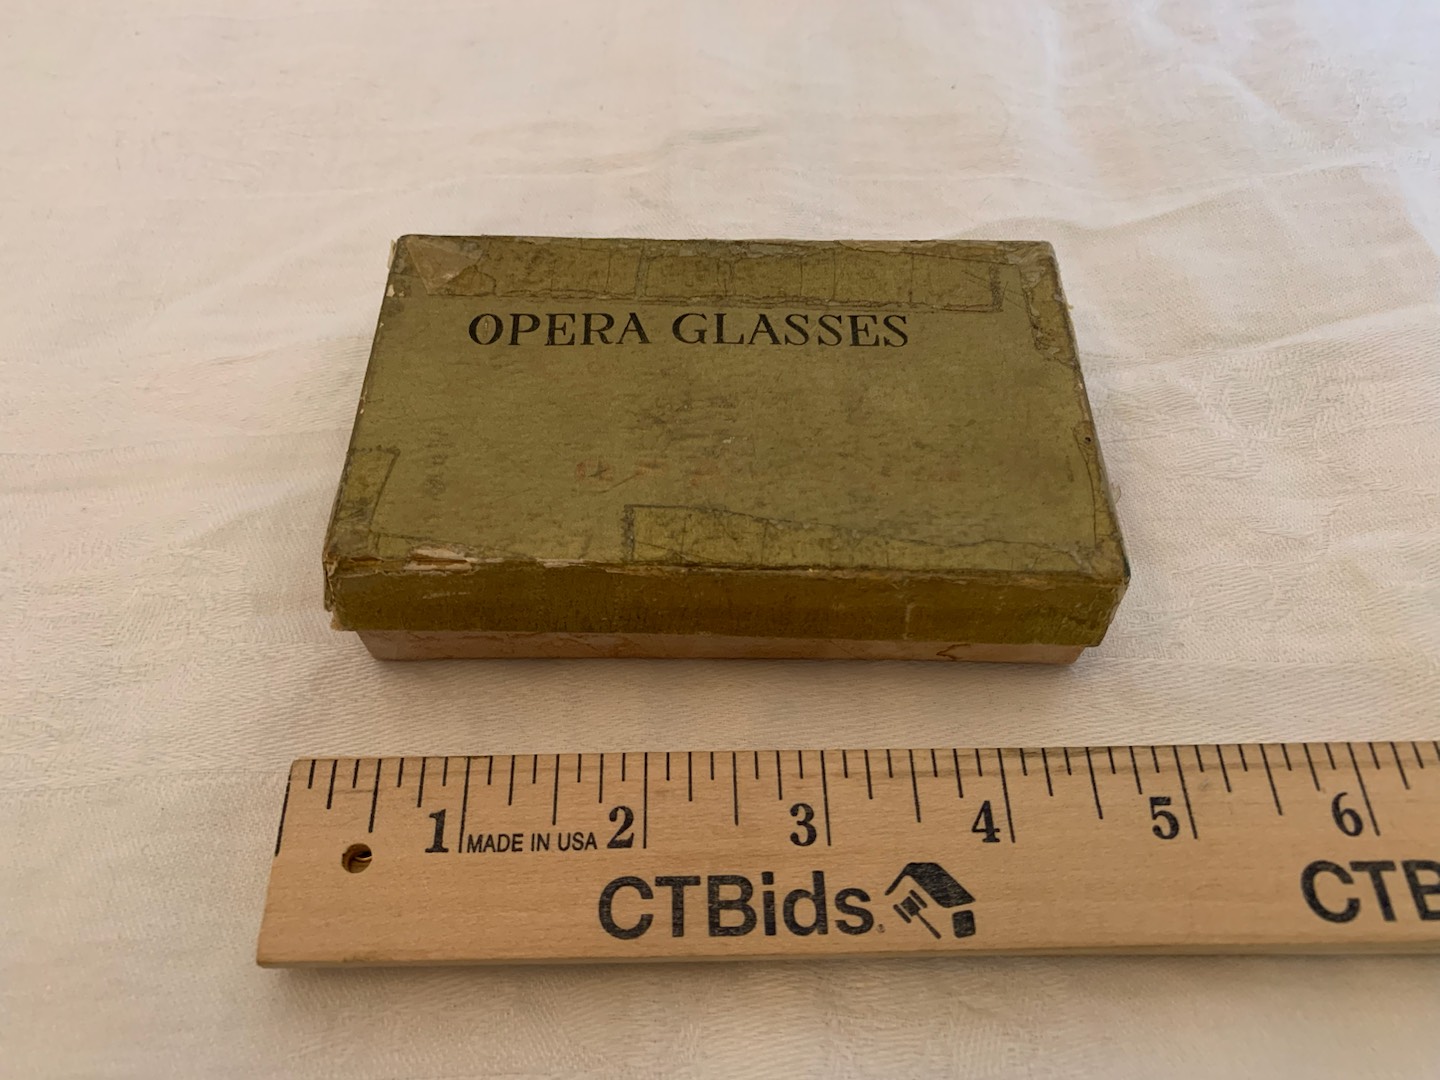 OPERA GLASSES
1 2 3 4 5 6
MADE IN USA
CTBids®
CTB